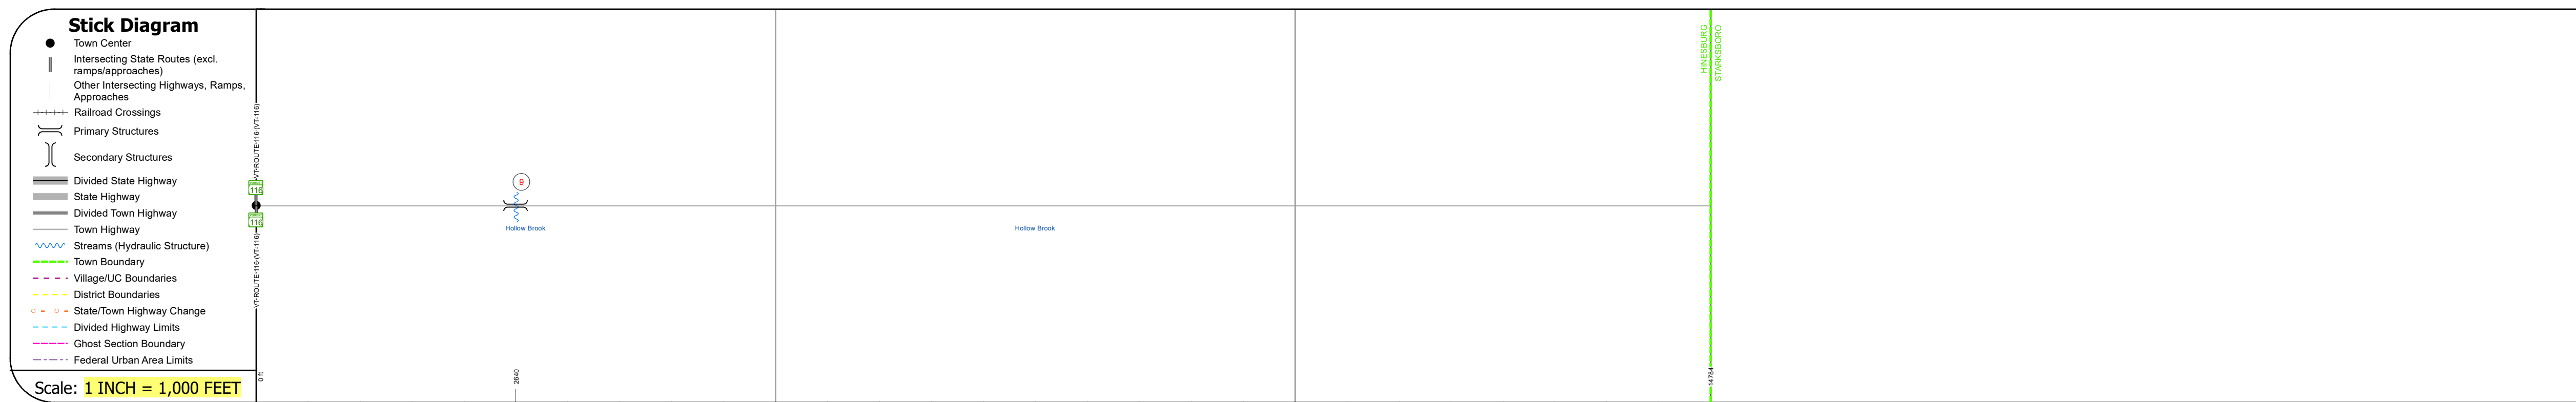 Stick Diagram
Town Center
Intersecting State Routes (excl.
ramps/approaches)
Other Intersecting Highways, Ramps,
Approaches
Railroad Crossings
Primary Structures
Secondary Structures
Divided State Highway
State Highway
Divided Town Highway
Town Highway
Streams (Hydraulic Structure)
Town Boundary
Village/UC Boundaries
District Boundaries
State/Town Highway Change
Divided Highway Limits
Ghost Section Boundary
Federal Urban Area Limits
Scale: 1 INCH = 1,000 FEET
VT-ROUTE-116 (VT-116)
116
116
VT-ROUTE-116 (VT-116)
0 ft
9
Hollow Brook
2640
Hollow Brook
HINESBURG
STARKSBORO
14784